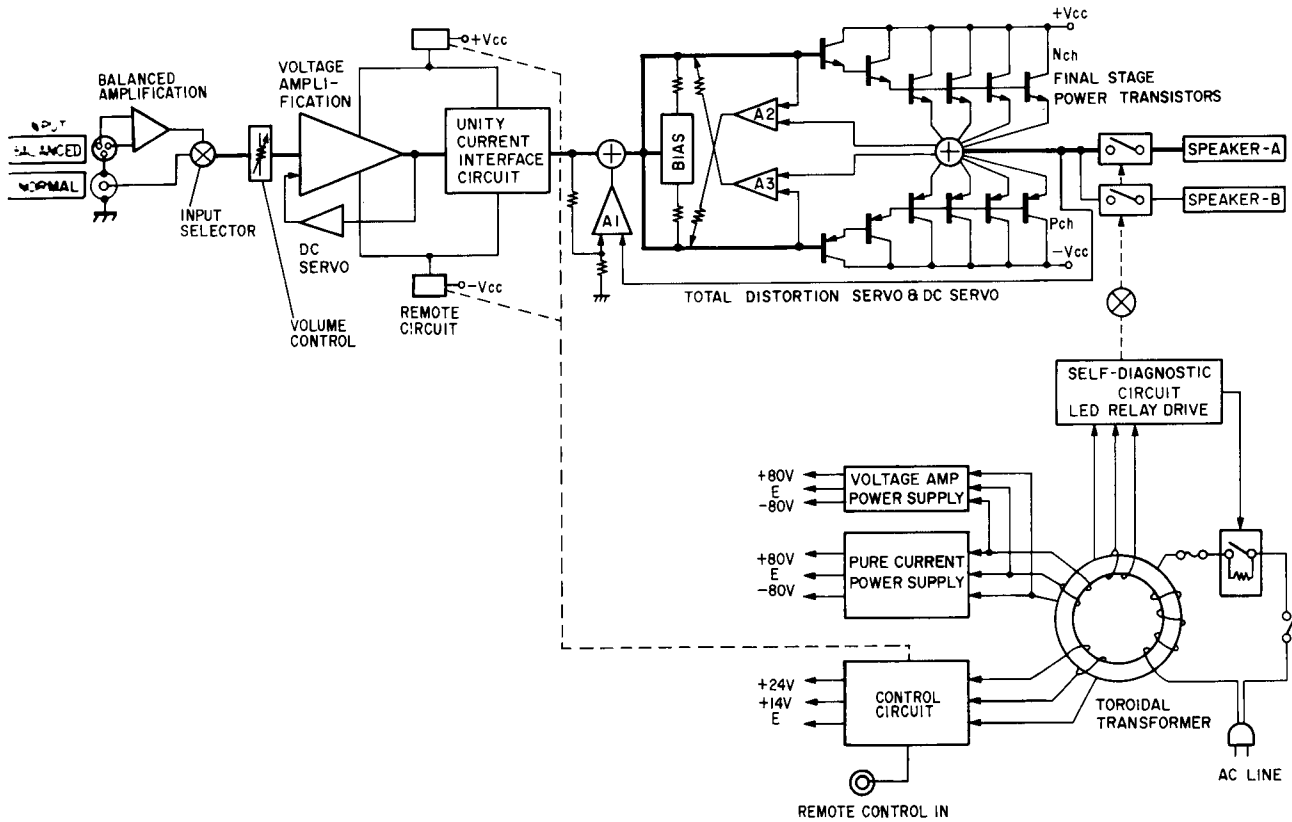 BALANCED
AMPLIFICATION
NORMAL
INPUT
SELECTOR
VOLUME
CONTROL
VOLTAGE
AMPLI-
FICATION
DC
SERVO
+Vcc
UNITY
CURRENT
INTERFACE
CIRCUIT
-Vcc
REMOTE
CIRCUIT
A1
BIAS
A2
A3
+Vcc
Nch
FINAL STAGE
POWER TRANSISTORS
Pch
-Vcc
TOTAL DISTORTION SERVO & DC SERVO
SPEAKER-A
SPEAKER-B
SELF-DIAGNOSTIC
CIRCUIT
LED RELAY DRIVE
+80V
E
-80V
VOLTAGE AMP
POWER SUPPLY
+80V
E
-80V
PURE CURRENT
POWER SUPPLY
+24V
+14V
E
CONTROL
CIRCUIT
TOROIDAL
TRANSFORMER
AC LINE
REMOTE CONTROL IN